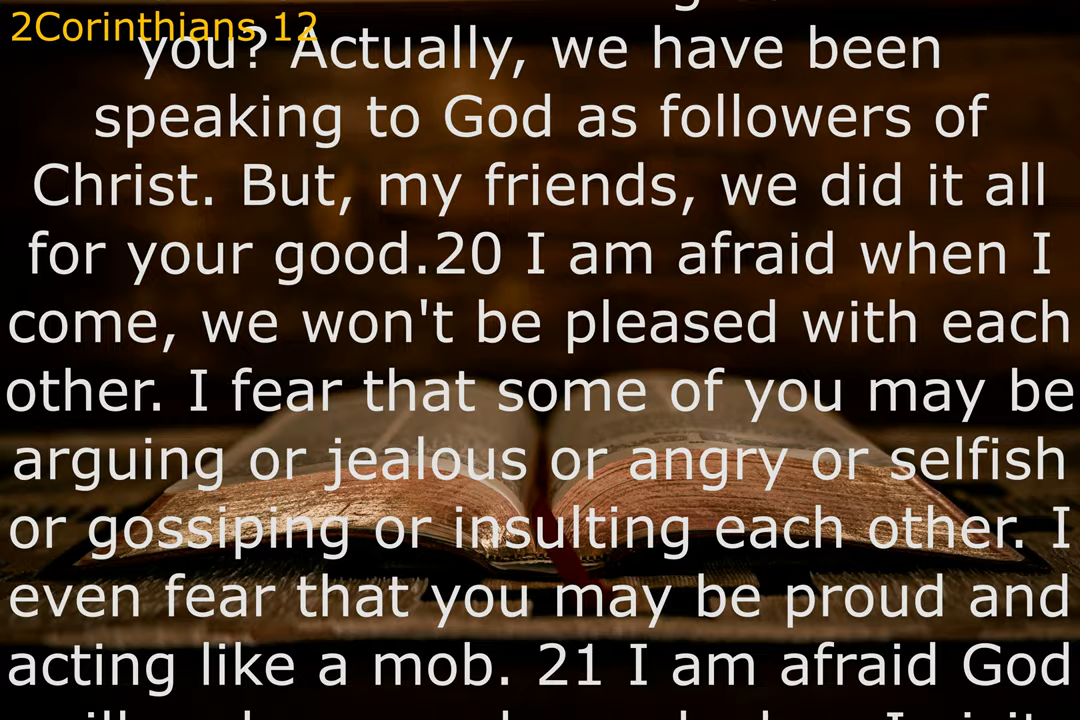 2Corinthians 12
you? Actually, we have been
speaking to God as followers of
Christ. But, my friends, we did it all
for your good.20 I am afraid when I
come, we won't be pleased with each
other. I fear that some of you may be
arguing or jealous or angry or selfish
or gossiping or insulting each other. I
even fear that you may be proud and
acting like a mob. 21 I am afraid God